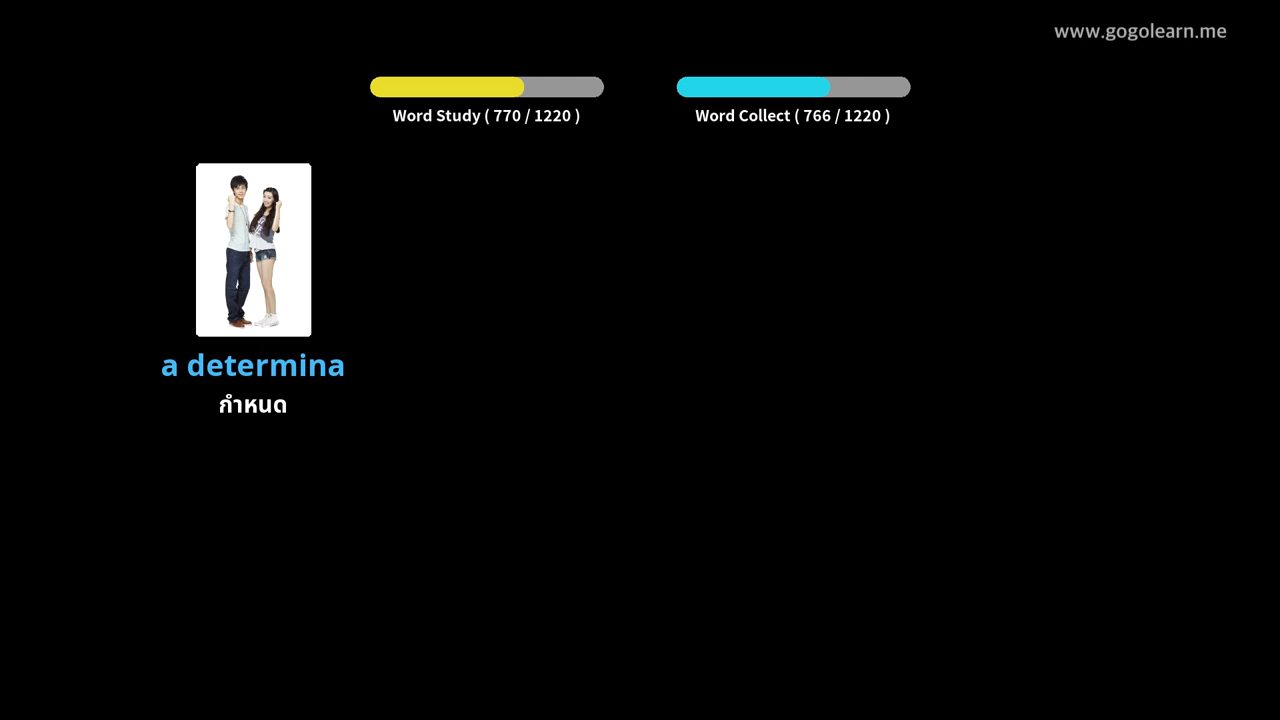 www.gogolearn.me
Word Study ( 770 / 1220 )
Word Collect ( 766 / 1220 )
a determina
กำหนด